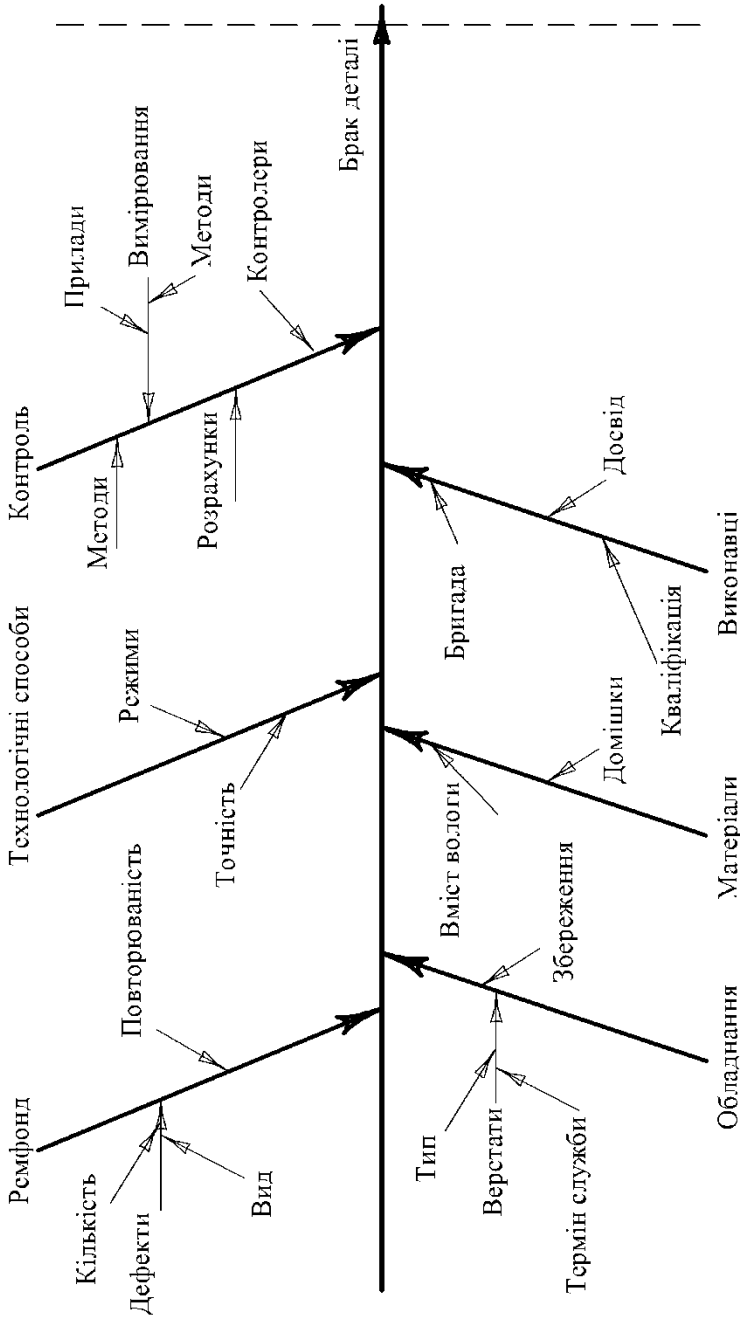 Ремфонд
Технологічні способи
Контроль
Кількість
Дефекти
Вид
Повторюваність
Режими
Точність
Методи
Розрахунки
Прилади
Вимірювання
Методи
Контролери
Брак деталі
Тип
Верстати
Термін служби
Збереження
Обладнання
Вміст вологи
Домішки
Матеріали
Бригада
Досвід
Кваліфікація
Виконавці